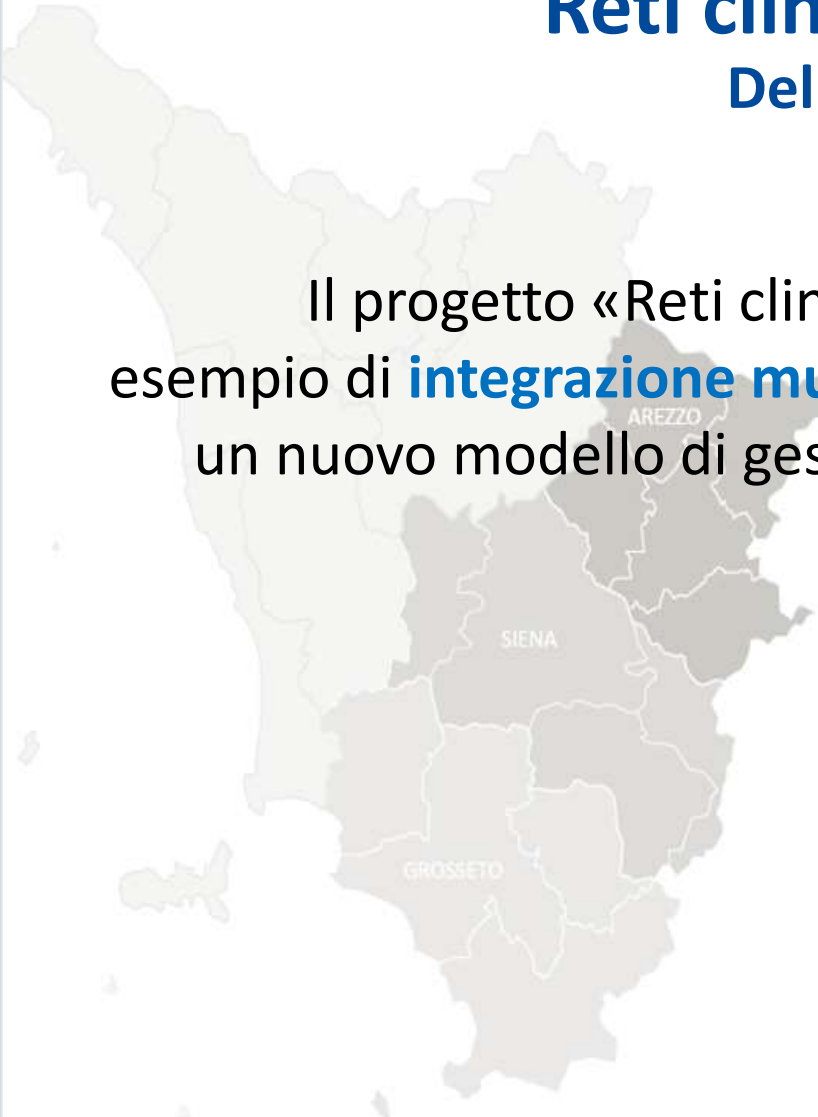 Reti clin
Del
Il progetto «Reti clin
esempio di integrazione mu
un nuovo modello di ges
AREZZO
SIENA
GROSSETO